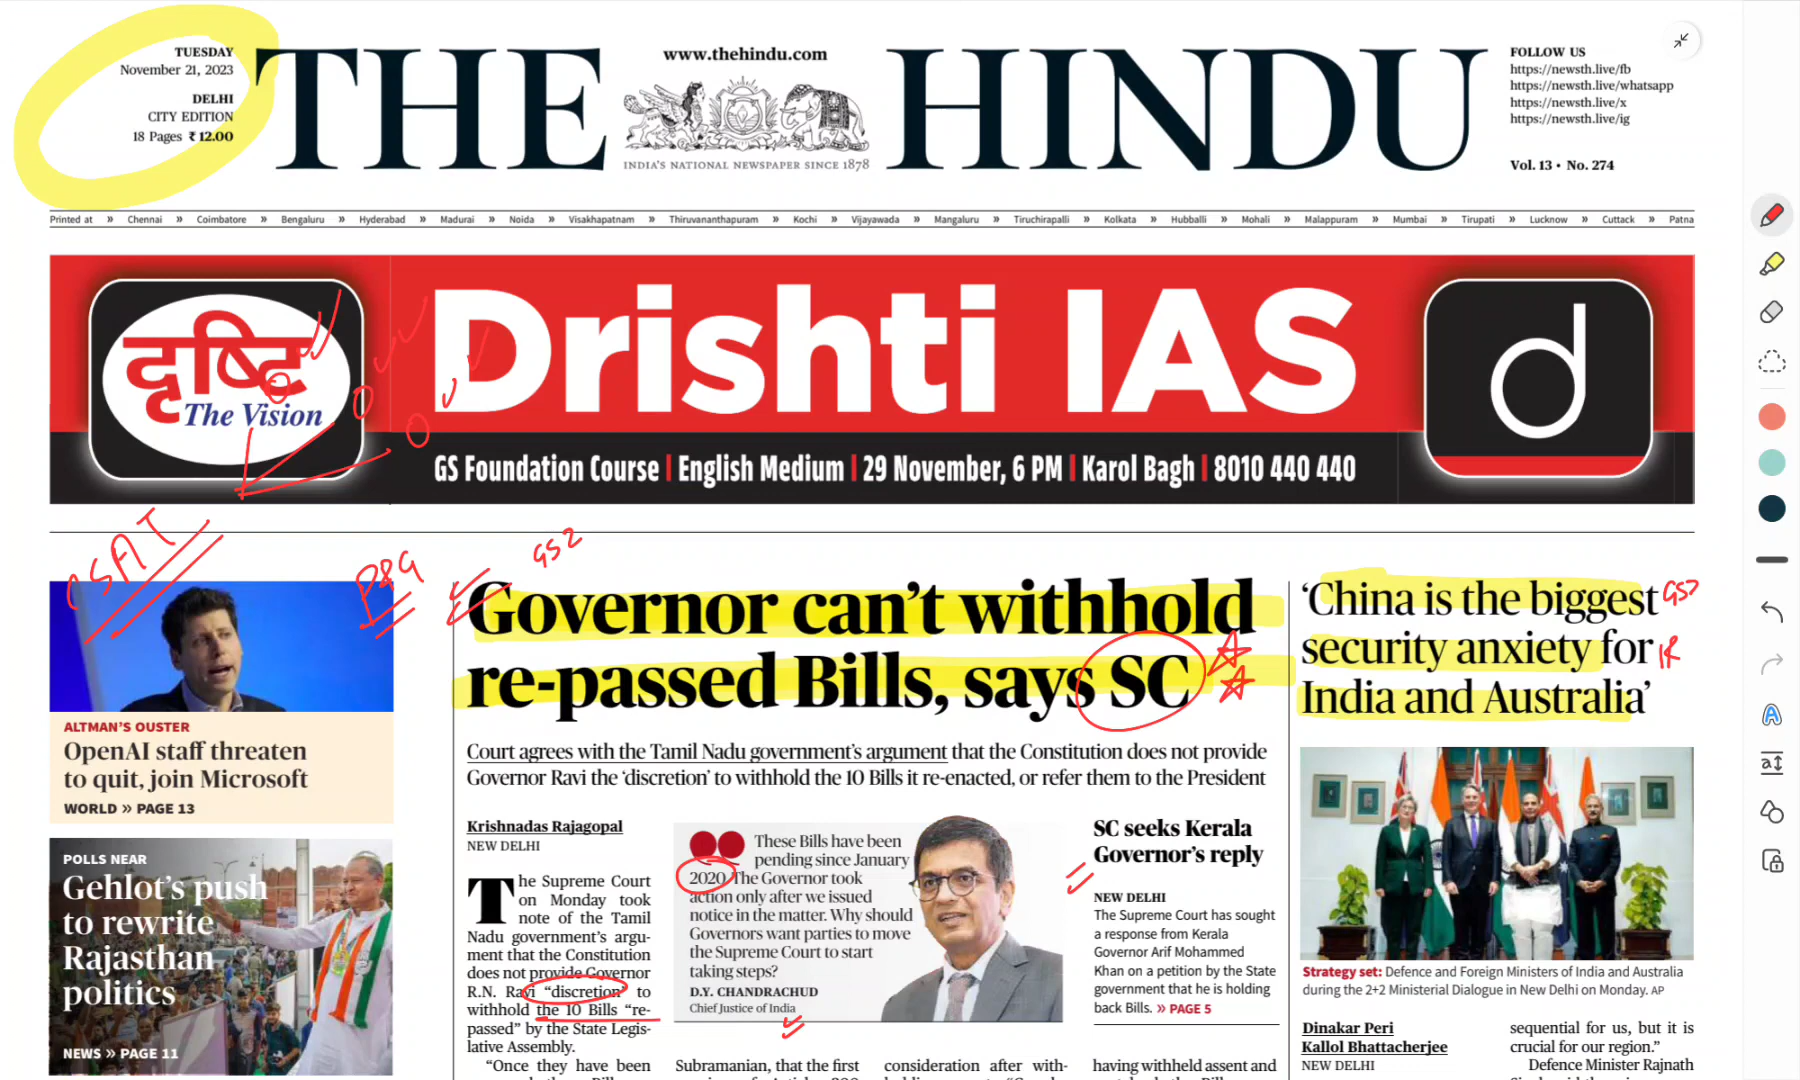 TUESDAY
November 21, 2023
DELHI
CITY EDITION
18 Pages ₹ 12.00
THE HINDU
www.thehindu.com
INDIA'S NATIONAL NEWSPAPER SINCE 1878
FOLLOW US
https://newsth.live/fb
https://newsth.live/whatsapp
https://newsth.live/x
https://newsth.live/ig
Vol. 13 • No. 274
Printed at » Chennai » Coimbatore » Bengaluru » Hyderabad » Madurai » Noida » Visakhapatnam » Thiruvananthapuram » Kochi » Vijayawada » Mangaluru » Tiruchirapalli » Kolkata » Hubballi » Mohali » Malappuram » Mumbai » Tirupati » Lucknow » Cuttack » Patna
दृष्टि
The Vision
Drishti IAS
d
GS Foundation Course | English Medium | 29 November, 6 PM | Karol Bagh | 8010 440 440
CSAT
P&G
GS2
ALTMAN'S OUSTER
OpenAI staff threaten
to quit, join Microsoft
WORLD » PAGE 13
POLLS NEAR
Gehlot's push
to rewrite
Rajasthan
politics
NEWS » PAGE 11
Governor can't withhold
re-passed Bills, says SC
Court agrees with the Tamil Nadu government's argument that the Constitution does not provide
Governor Ravi the 'discretion' to withhold the 10 Bills it re-enacted, or refer them to the President
Krishnadas Rajagopal
NEW DELHI
The Supreme Court
on Monday took
note of the Tamil
Nadu government's argu-
ment that the Constitution
does not provide Governor
R.N. Ravi "discretion" to
withhold the 10 Bills "re-
passed" by the State Legis-
lative Assembly.
"Once they have been
These Bills have been
pending since January
2020. The Governor took
action only after we issued
notice in the matter. Why should
Governors want parties to move
the Supreme Court to start
taking steps?
D.Y. CHANDRACHUD
Chief Justice of India
Subramanian, that the first
consideration after with-
SC seeks Kerala
Governor's reply
NEW DELHI
The Supreme Court has sought
a response from Kerala
Governor Arif Mohammed
Khan on a petition by the State
government that he is holding
back Bills. » PAGE 5
having withheld assent and
'China is the biggest
security anxiety for
India and Australia'
IR
Strategy set: Defence and Foreign Ministers of India and Australia
during the 2+2 Ministerial Dialogue in New Delhi on Monday. AP
Dinakar Peri
Kallol Bhattacherjee
NEW DELHI
sequential for us, but it is
crucial for our region."
Defence Minister Rajnath